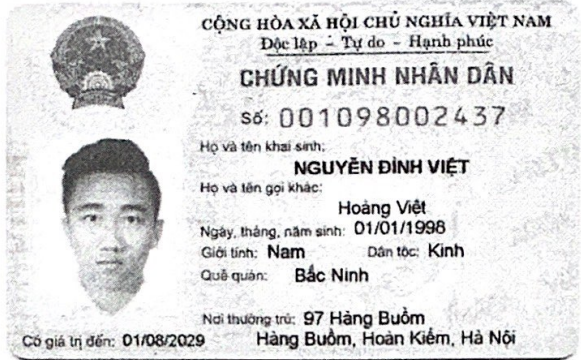 CỘNG HÒA XÃ HỘI CHỦ NGHĨA VIỆT NAM
Độc lập - Tự do - Hạnh phúc
CHỨNG MINH NHÂN DÂN
Số: 001098002437
Họ và tên khai sinh:
NGUYỄN ĐÌNH VIỆT
Họ và tên gọi khác:
Hoàng Việt
Ngày, tháng, năm sinh: 01/01/1998
Giới tính: Nam Dân tộc: Kinh
Quê quán: Bắc Ninh
Nơi thường trú: 97 Hàng Buồm
Có giá trị đến: 01/08/2029 Hàng Buồm, Hoàn Kiếm, Hà Nội